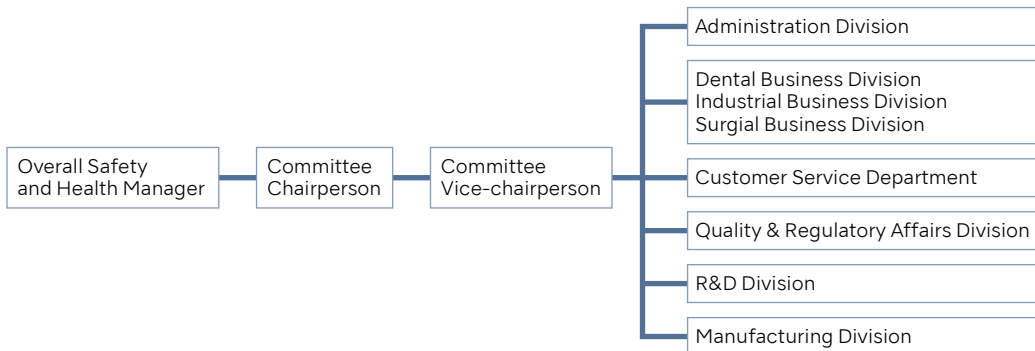 Overall Safety
and Health Manager
Committee
Chairperson
Committee
Vice-chairperson
Administration Division
Dental Business Division
Industrial Business Division
Surgial Business Division
Customer Service Department
Quality & Regulatory Affairs Division
R&D Division
Manufacturing Division